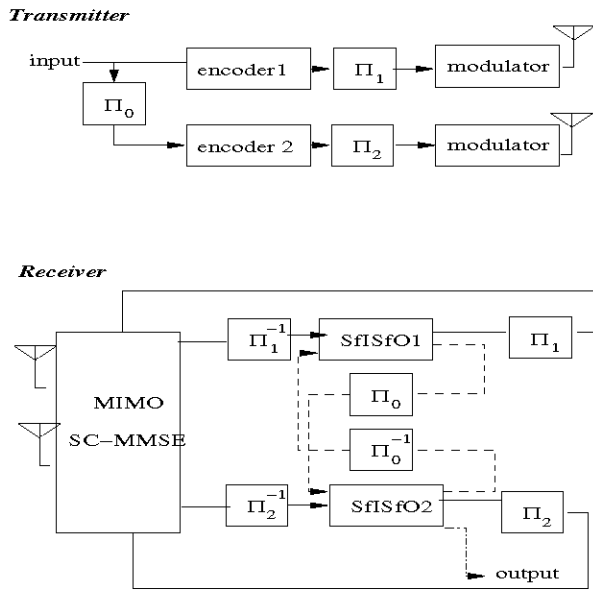 Transmitter
input
encoder1
Π₁
modulator
Π₀
encoder 2
Π₂
modulator
Receiver
Π₁⁻¹
SfISfO1
Π₁
MIMO
SC−MMSE
Π₀
Π₀⁻¹
Π₂⁻¹
SfISfO2
Π₂
output